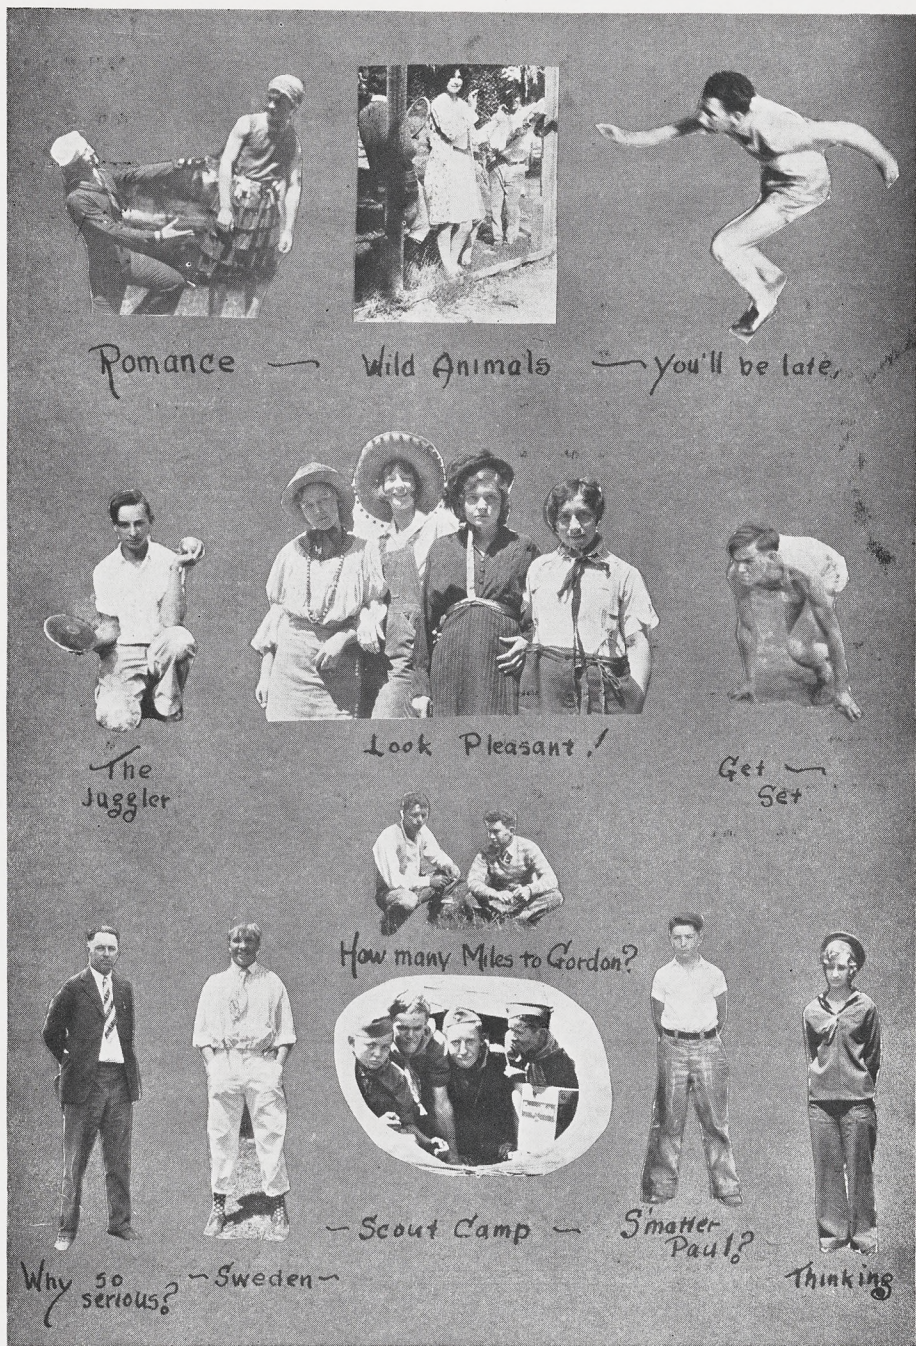 Romance — Wild Animals — You'll be late,
Look Pleasant!
The
Juggler
Get —
Set
How many Miles to Gordon?
— Scout Camp —
S'matter
Paul?
Why so
serious?
— Sweden —
Thinking